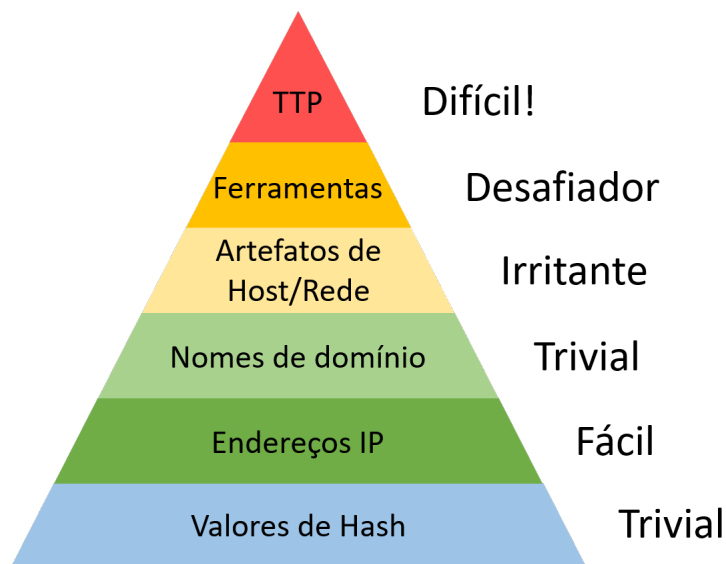 TTP
Difícil!
Ferramentas
Desafiador
Artefatos de
Host/Rede
Irritante
Nomes de domínio
Trivial
Endereços IP
Fácil
Valores de Hash
Trivial